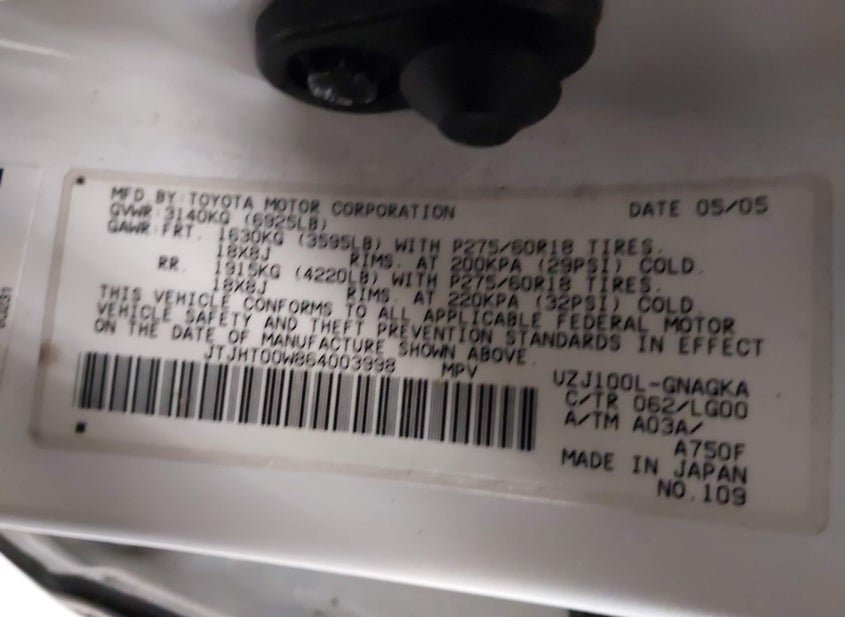 MFD BY: TOYOTA MOTOR CORPORATION DATE 05/05
GVWR: 3140KG (6925LB)
GAWR: FRT. 1630KG (3595LB) WITH P275/60R18 TIRES.
18X8J RIMS. AT 200KPA (29PSI) COLD.
RR. 1915KG (4220LB) WITH P275/60R18 TIRES.
18X8J RIMS. AT 220KPA (32PSI) COLD.
THIS VEHICLE CONFORMS TO ALL APPLICABLE FEDERAL MOTOR
VEHICLE SAFETY AND THEFT PREVENTION STANDARDS IN EFFECT
ON THE DATE OF MANUFACTURE SHOWN ABOVE.
JTJHT00W864003998 MPV
UZJ100L-GNAGKA
C/TR 062/LG00
A/TM A03A/
A750F
MADE IN JAPAN
NO.109